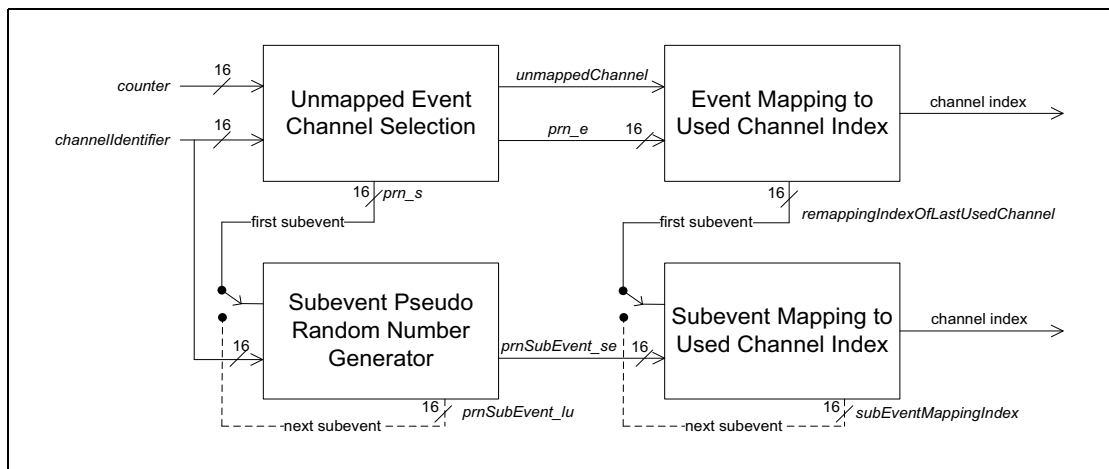 counter
16
Unmapped Event
Channel Selection
unmappedChannel
Event Mapping to
Used Channel Index
channel index
channelIdentifier
16
prn_e
16
16
prn_s
16
remappingIndexOfLastUsedChannel
first subevent
first subevent
Subevent Pseudo
Random Number
Generator
Subevent Mapping to
Used Channel Index
channel index
16
prnSubEvent_se
16
16
prnSubEvent_lu
16
subEventMappingIndex
next subevent
next subevent